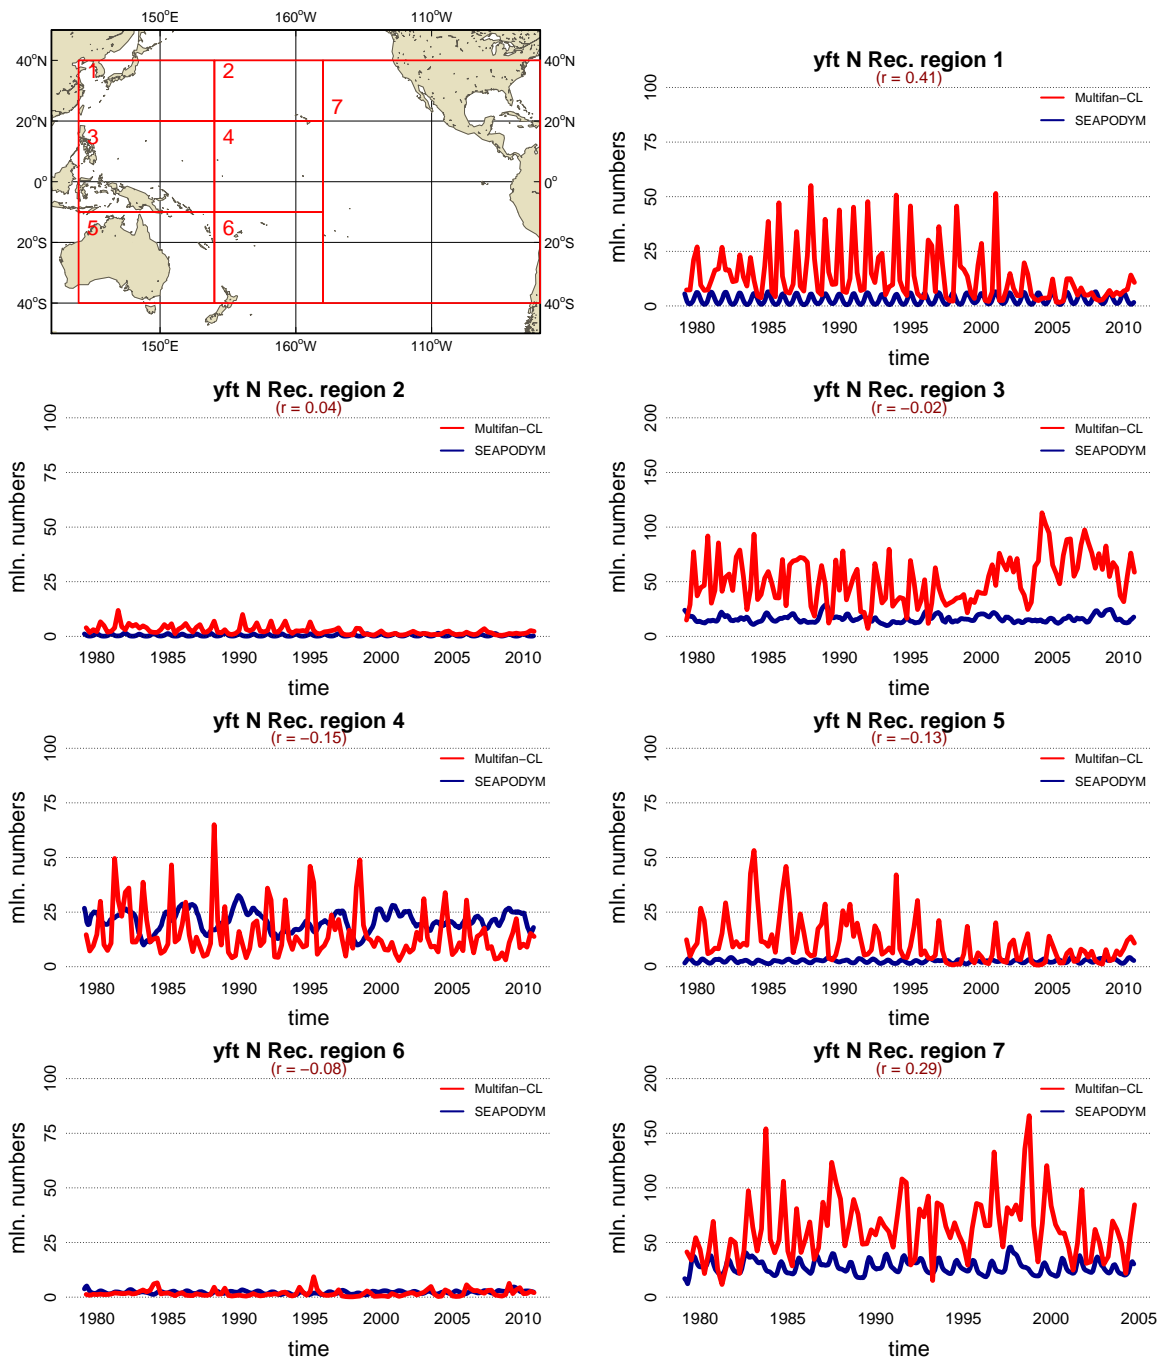 150°E 160°W 110°W
40°N 40°N
20°N 20°N
0° 0°
20°S 20°S
40°S 40°S
150°E 160°W 110°W
1 2 7
3 4
5 6
yft N Rec. region 1
(r = 0.41)
Multifan−CL
SEAPODYM
mln. numbers
0 25 50 75 100
1980 1985 1990 1995 2000 2005 2010
time
yft N Rec. region 2
(r = 0.04)
Multifan−CL
SEAPODYM
mln. numbers
0 25 50 75 100
1980 1985 1990 1995 2000 2005 2010
time
yft N Rec. region 3
(r = −0.02)
Multifan−CL
SEAPODYM
mln. numbers
0 50 100 150 200
1980 1985 1990 1995 2000 2005 2010
time
yft N Rec. region 4
(r = −0.15)
Multifan−CL
SEAPODYM
mln. numbers
0 25 50 75 100
1980 1985 1990 1995 2000 2005 2010
time
yft N Rec. region 5
(r = −0.13)
Multifan−CL
SEAPODYM
mln. numbers
0 25 50 75 100
1980 1985 1990 1995 2000 2005 2010
time
yft N Rec. region 6
(r = −0.08)
Multifan−CL
SEAPODYM
mln. numbers
0 25 50 75 100
1980 1985 1990 1995 2000 2005 2010
time
yft N Rec. region 7
(r = 0.29)
Multifan−CL
SEAPODYM
mln. numbers
0 50 100 150 200
1980 1985 1990 1995 2000 2005
time